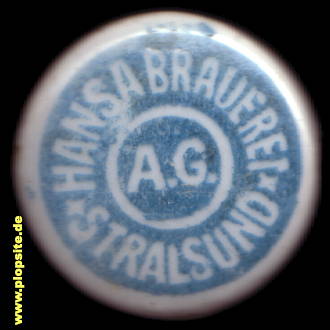 HANSA BRAUEREI
A.G.
★ STRALSUND ★
www.plopsite.de